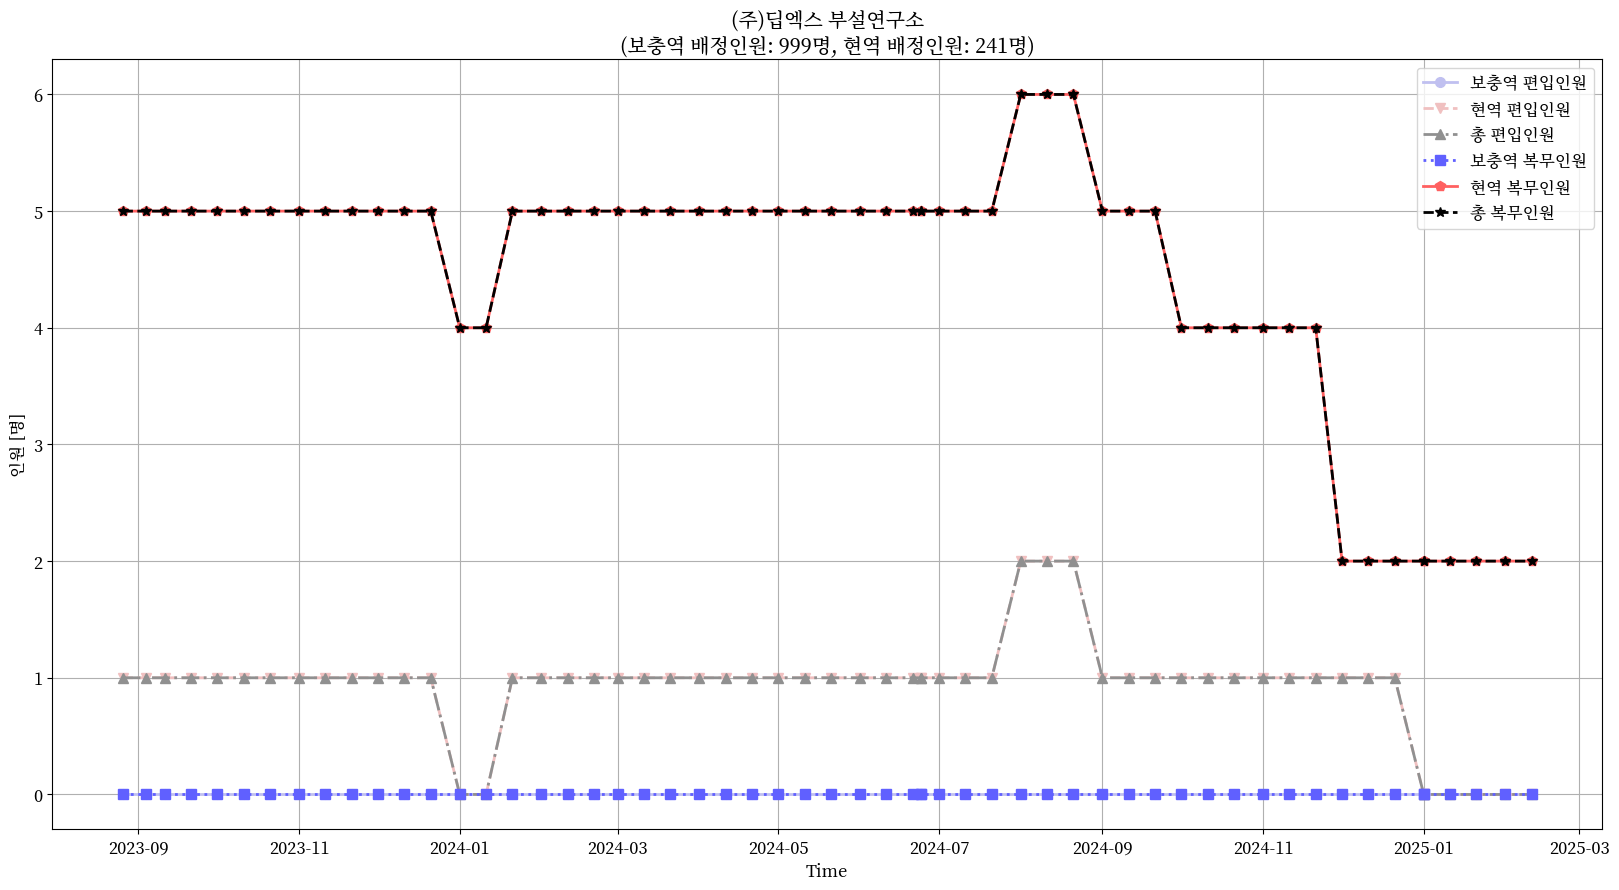 (주)딥엑스 부설연구소
(보충역 배정인원: 999명, 현역 배정인원: 241명)
보충역 편입인원
현역 편입인원
총 편입인원
보충역 복무인원
현역 복무인원
총 복무인원
인원 [명]
6
5
4
3
2
1
0
2023-09 2023-11 2024-01 2024-03 2024-05 2024-07 2024-09 2024-11 2025-01 2025-03
Time